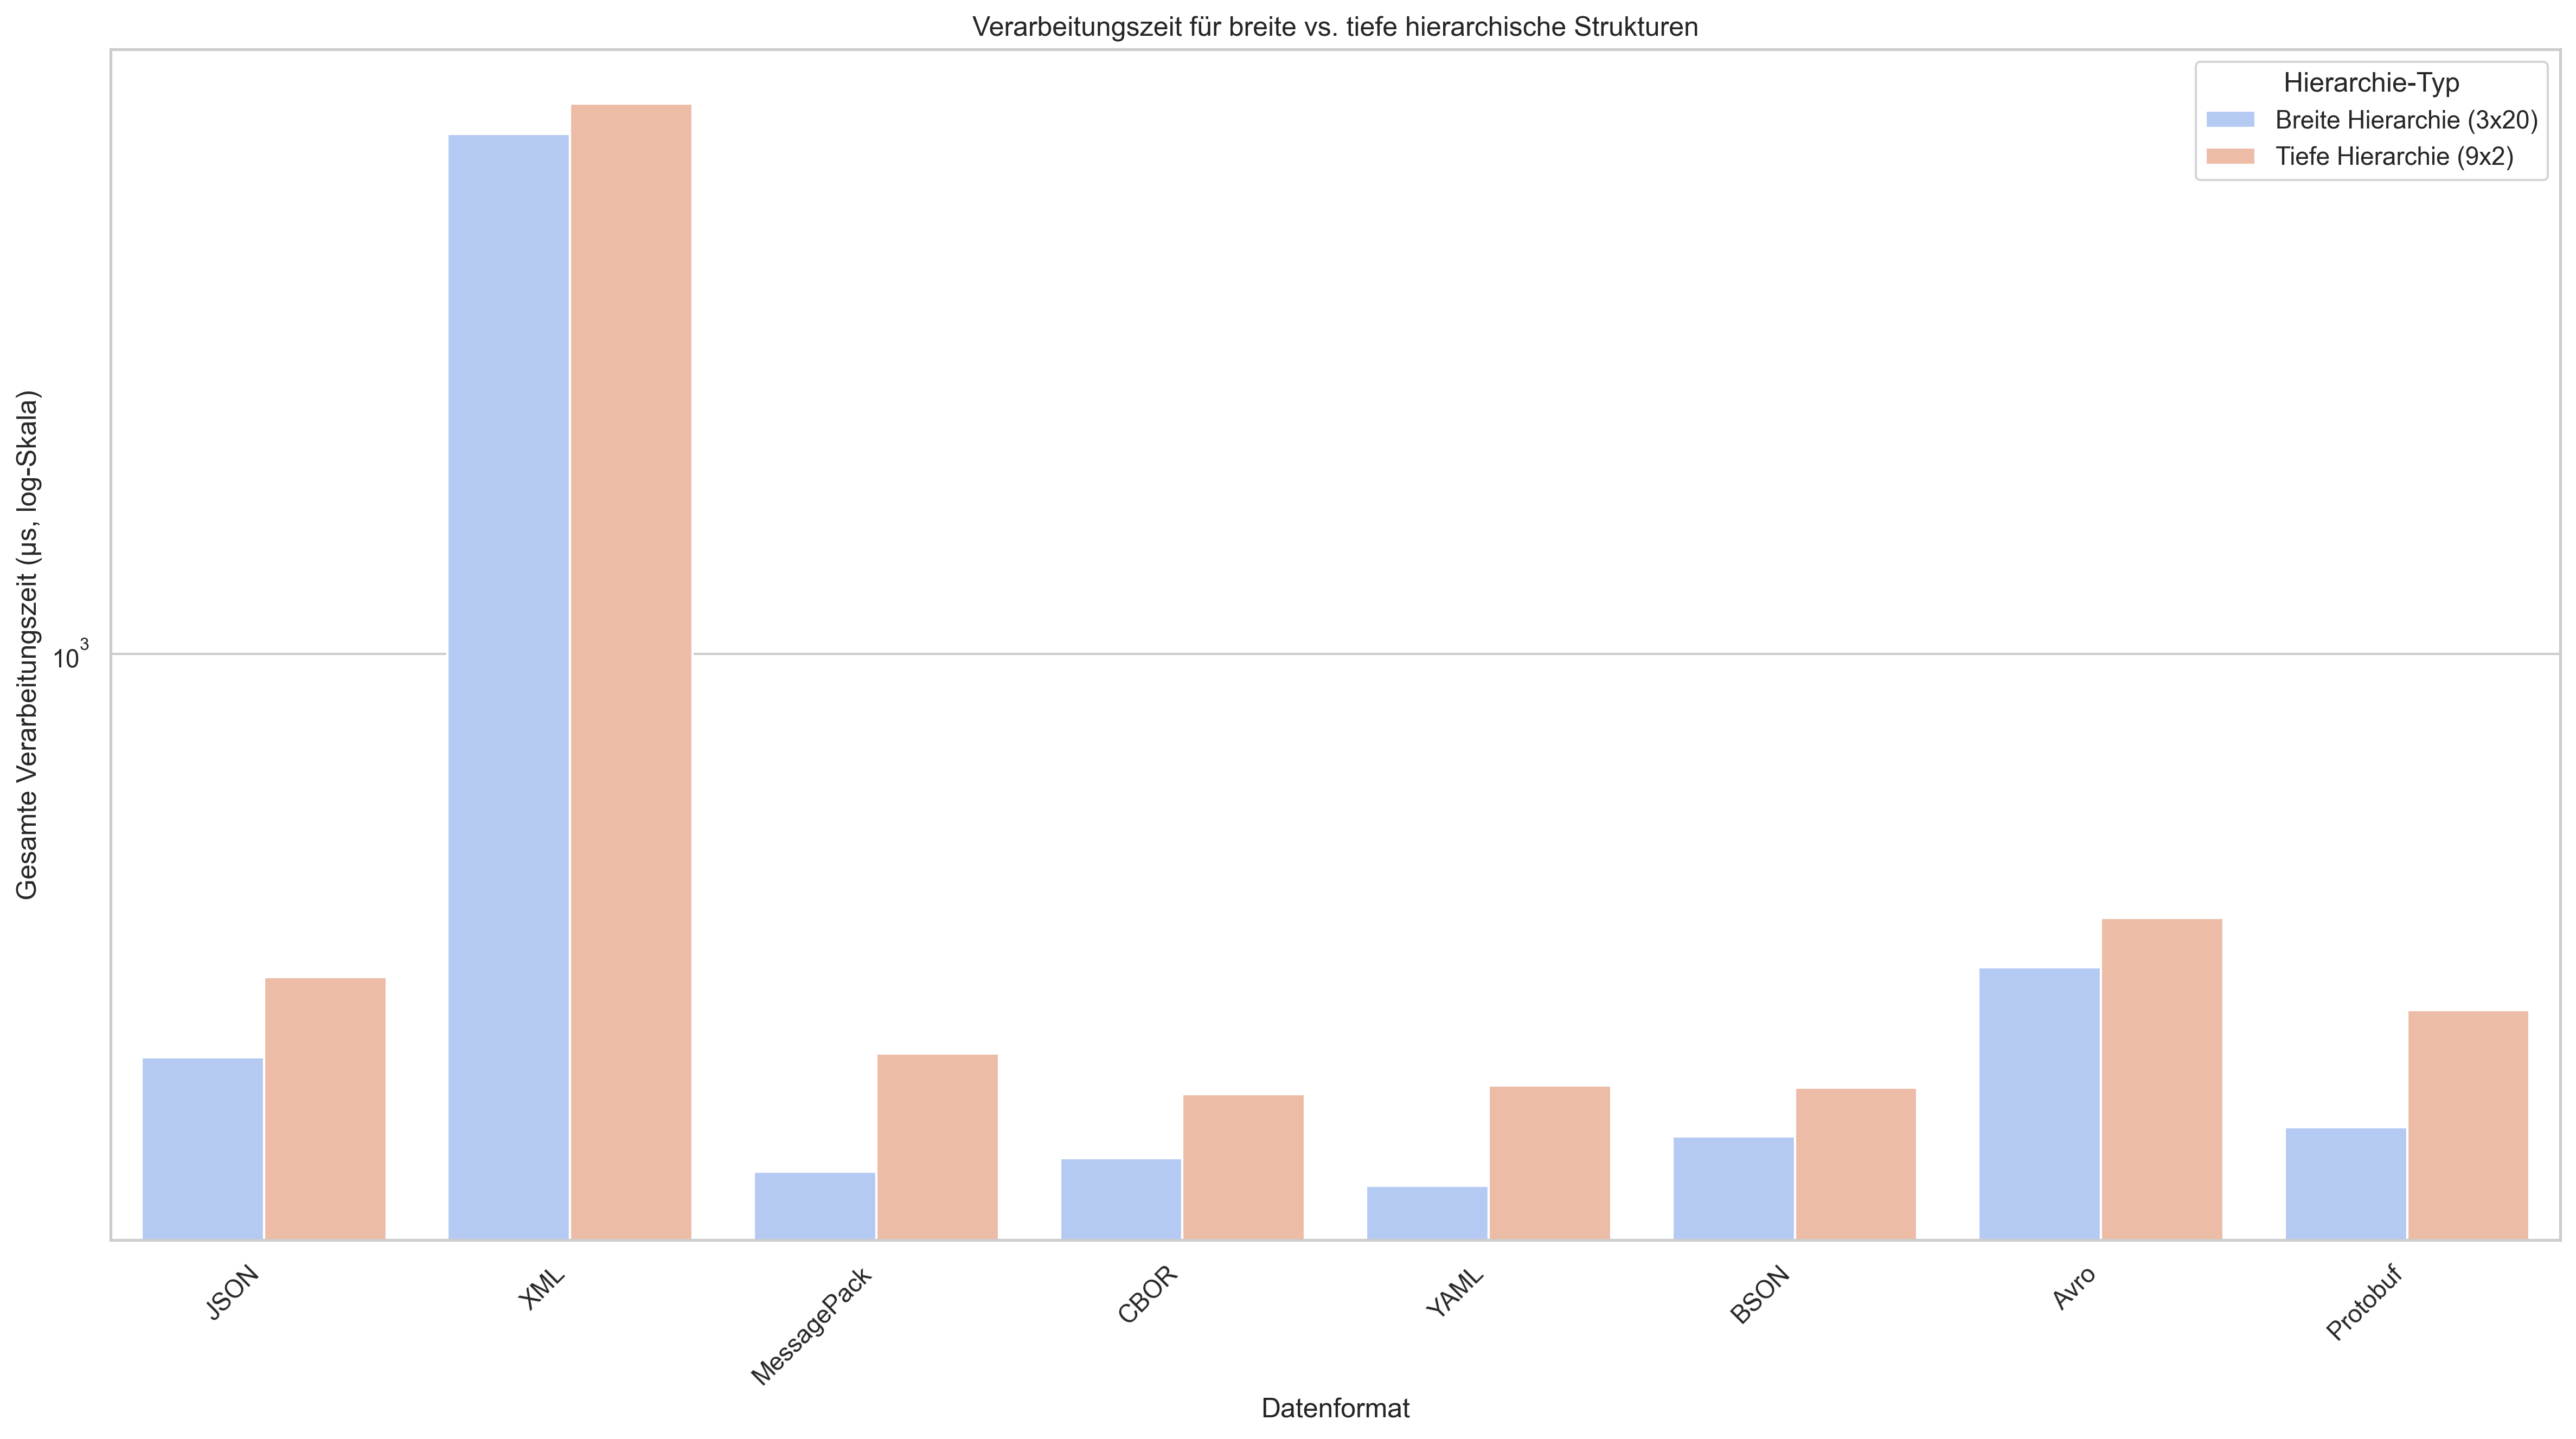 Verarbeitungszeit für breite vs. tiefe hierarchische Strukturen
Hierarchie-Typ
Breite Hierarchie (3x20)
Tiefe Hierarchie (9x2)
Gesamte Verarbeitungszeit (µs, log-Skala)
10³
JSON
XML
MessagePack
CBOR
YAML
BSON
Avro
Protobuf
Datenformat